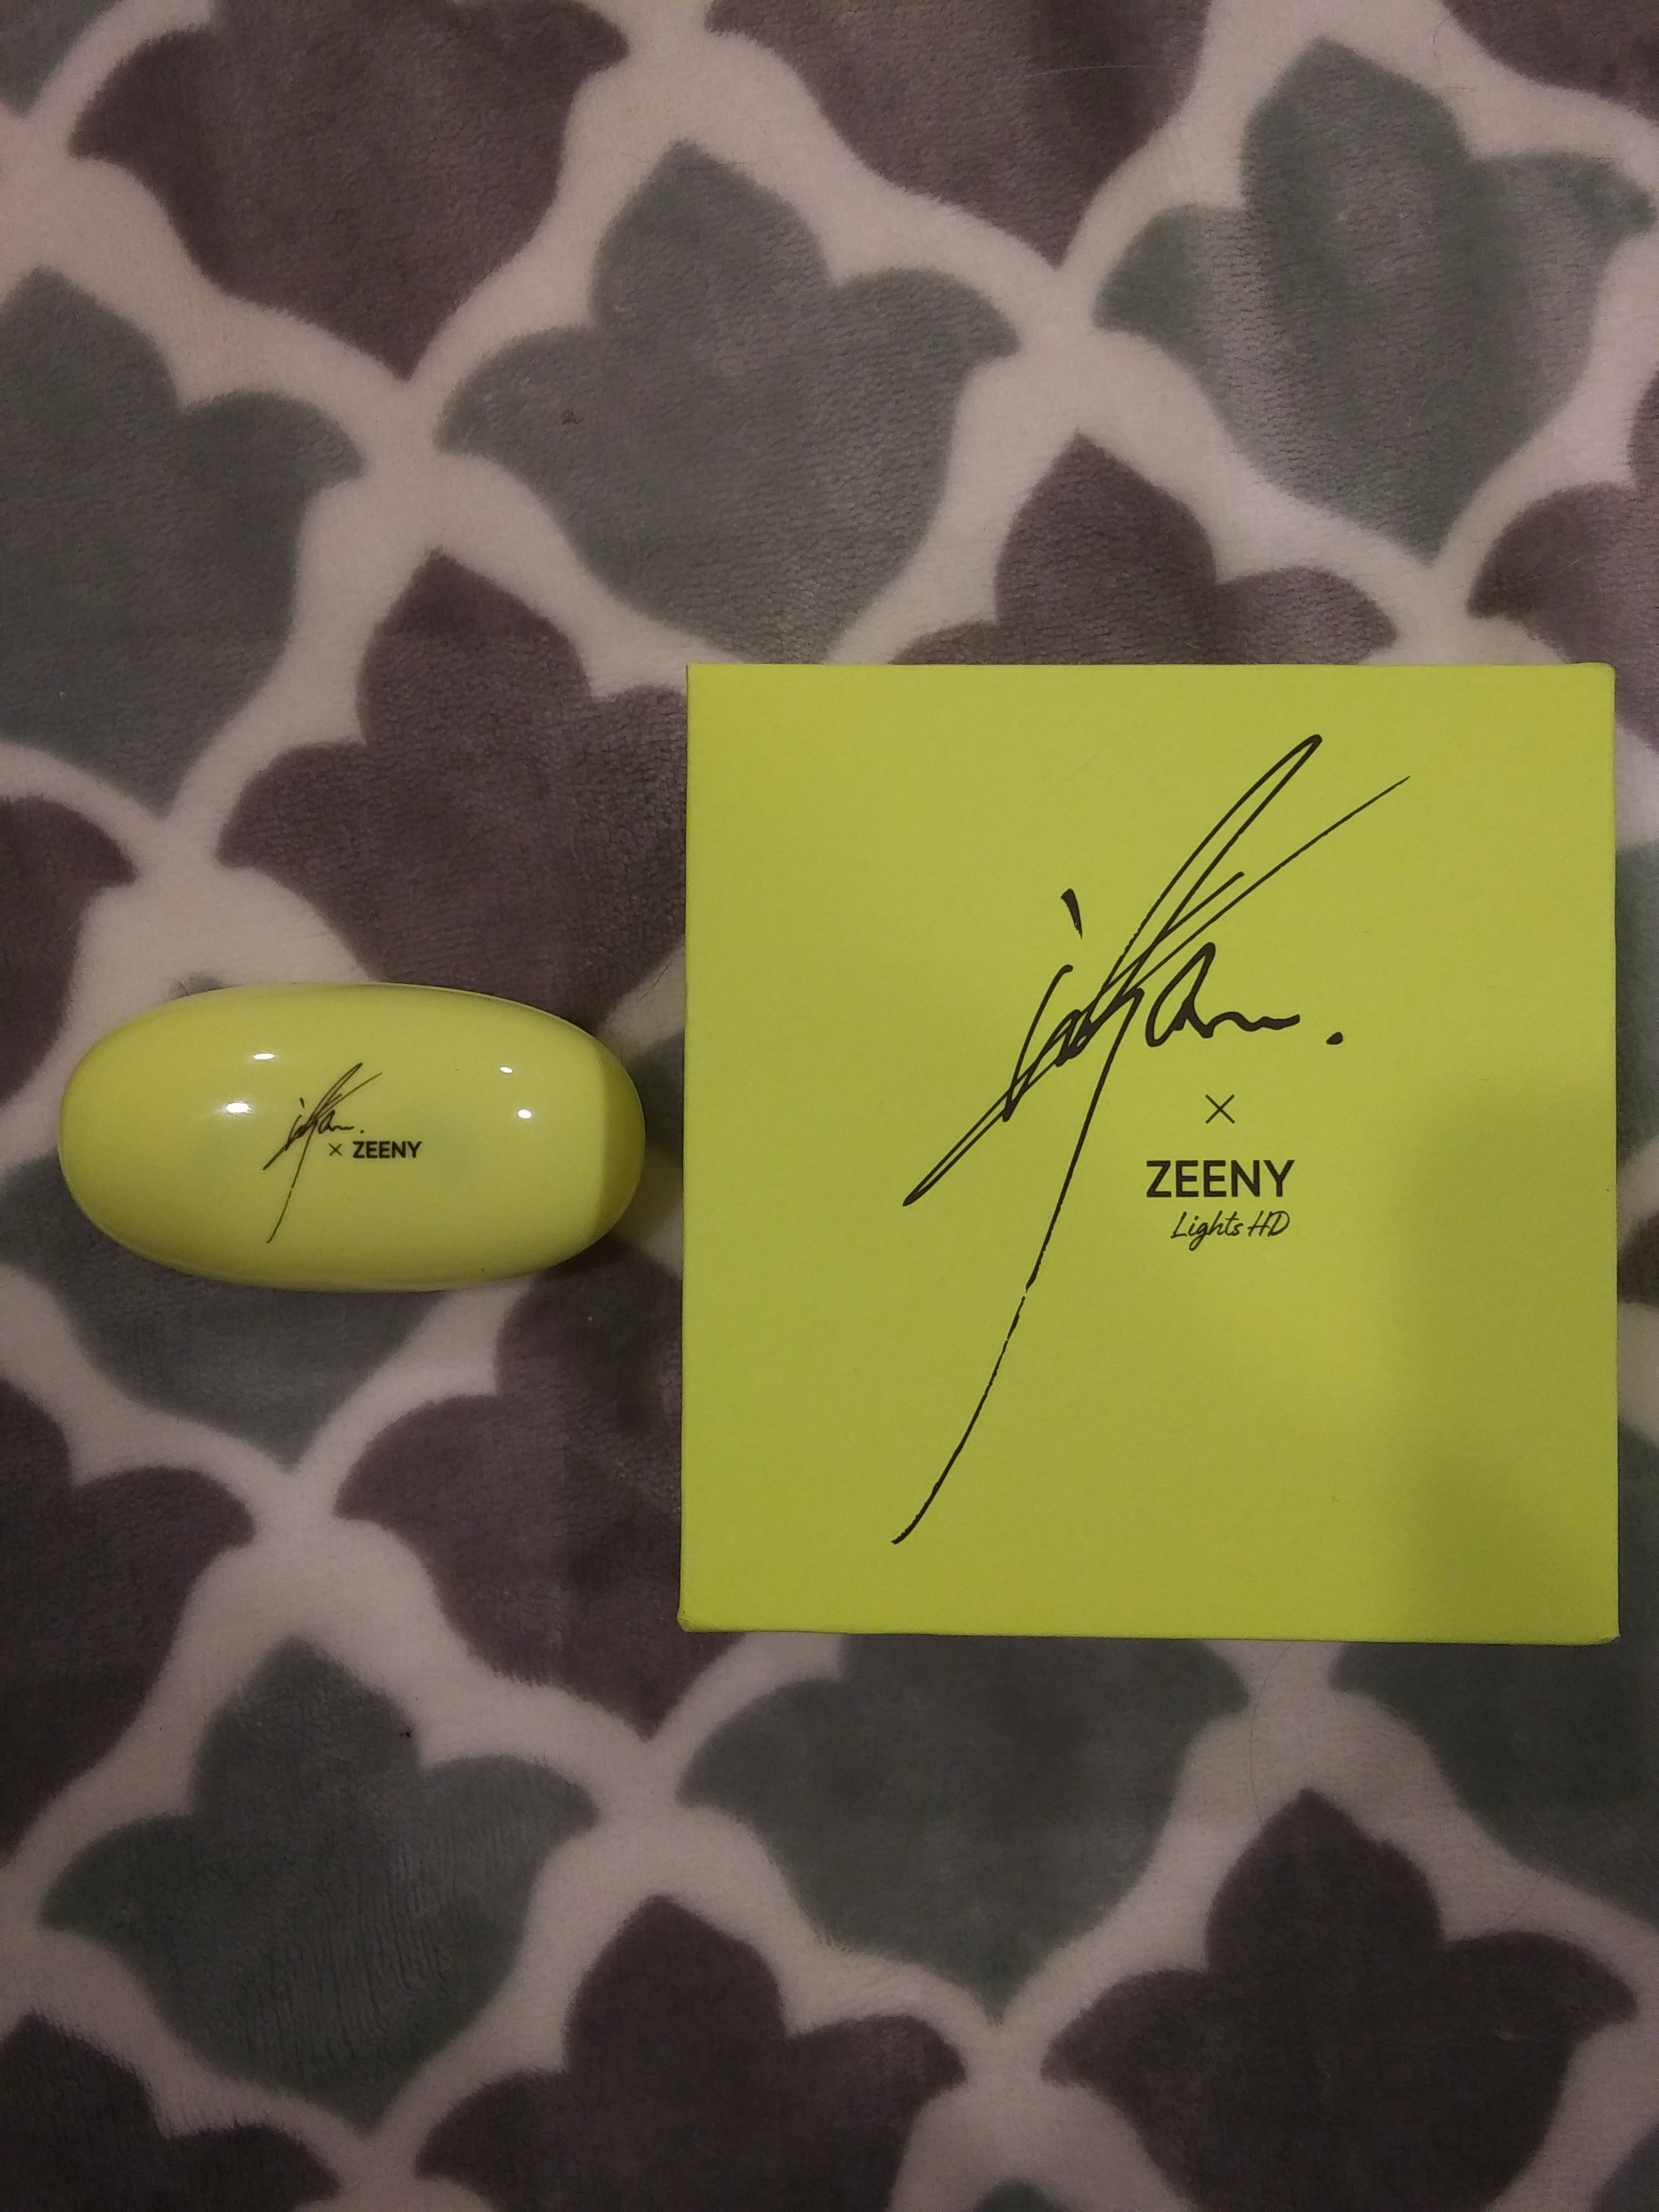 × ZEENY
×
ZEENY
Lights HD